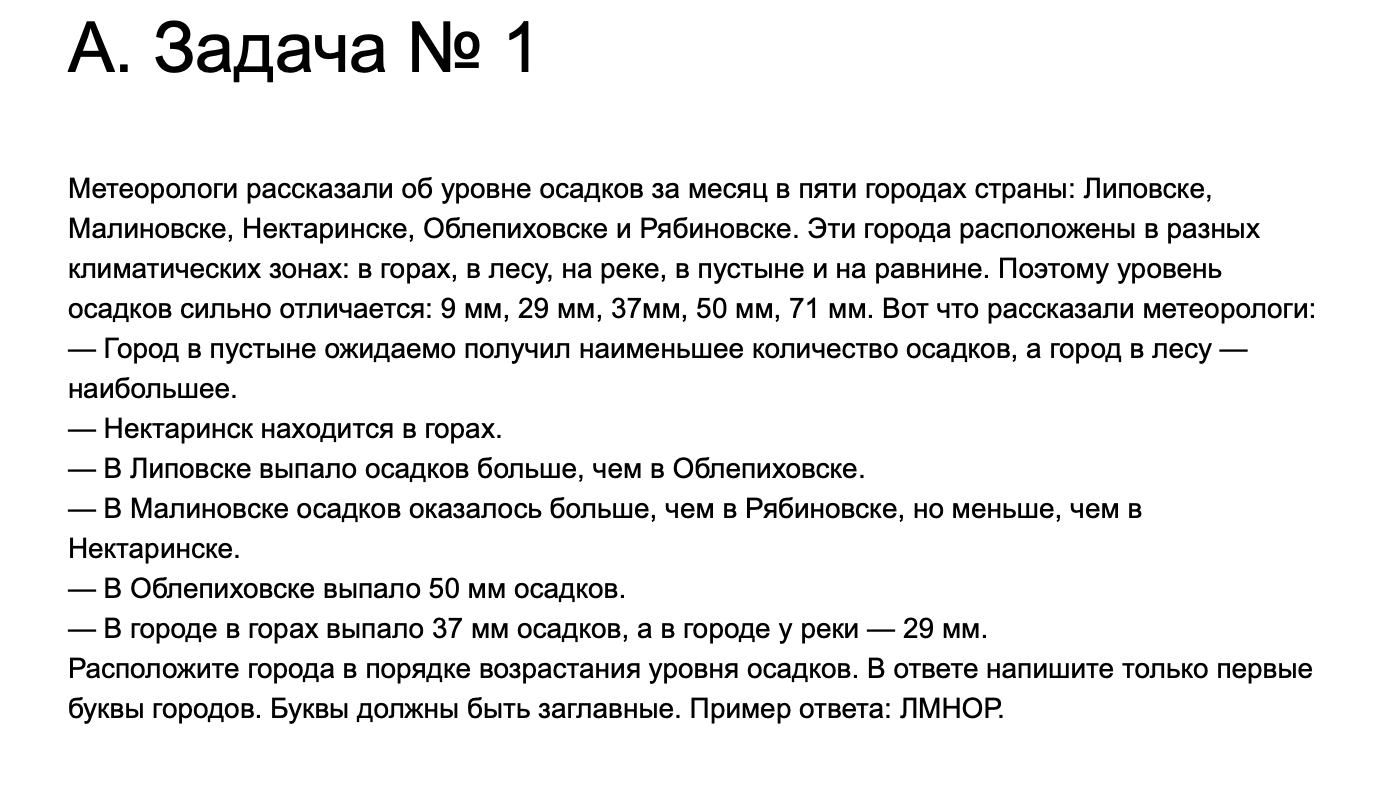 А. Задача № 1
Метеорологи рассказали об уровне осадков за месяц в пяти городах страны: Липовске,
Малиновске, Нектаринске, Облепиховске и Рябиновске. Эти города расположены в разных
климатических зонах: в горах, в лесу, на реке, в пустыне и на равнине. Поэтому уровень
осадков сильно отличается: 9 мм, 29 мм, 37мм, 50 мм, 71 мм. Вот что рассказали метеорологи:
— Город в пустыне ожидаемо получил наименьшее количество осадков, а город в лесу —
наибольшее.
— Нектаринск находится в горах.
— В Липовске выпало осадков больше, чем в Облепиховске.
— В Малиновске осадков оказалось больше, чем в Рябиновске, но меньше, чем в
Нектаринске.
— В Облепиховске выпало 50 мм осадков.
— В городе в горах выпало 37 мм осадков, а в городе у реки — 29 мм.
Расположите города в порядке возрастания уровня осадков. В ответе напишите только первые
буквы городов. Буквы должны быть заглавные. Пример ответа: ЛМНОР.